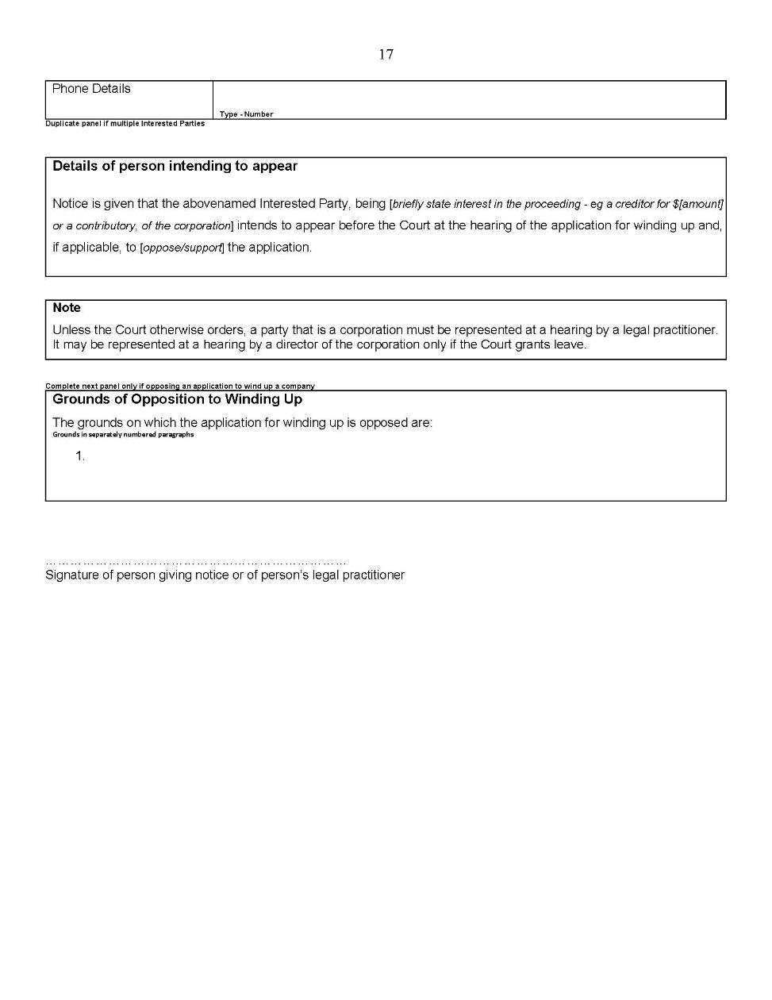 17
Phone Details
Type - Number
Duplicate panel if multiple Interested Parties
Details of person intending to appear
Notice is given that the abovenamed Interested Party, being [briefly state interest in the proceeding - eg a creditor for $[amount]
or a contributory, of the corporation] intends to appear before the Court at the hearing of the application for winding up and,
if applicable, to [oppose/support] the application.
Note
Unless the Court otherwise orders, a party that is a corporation must be represented at a hearing by a legal practitioner.
It may be represented at a hearing by a director of the corporation only if the Court grants leave.
Complete next panel only if opposing an application to wind up a company
Grounds of Opposition to Winding Up
The grounds on which the application for winding up is opposed are:
Grounds in separately numbered paragraphs
1.
………………………………………………………………
Signature of person giving notice or of person’s legal practitioner